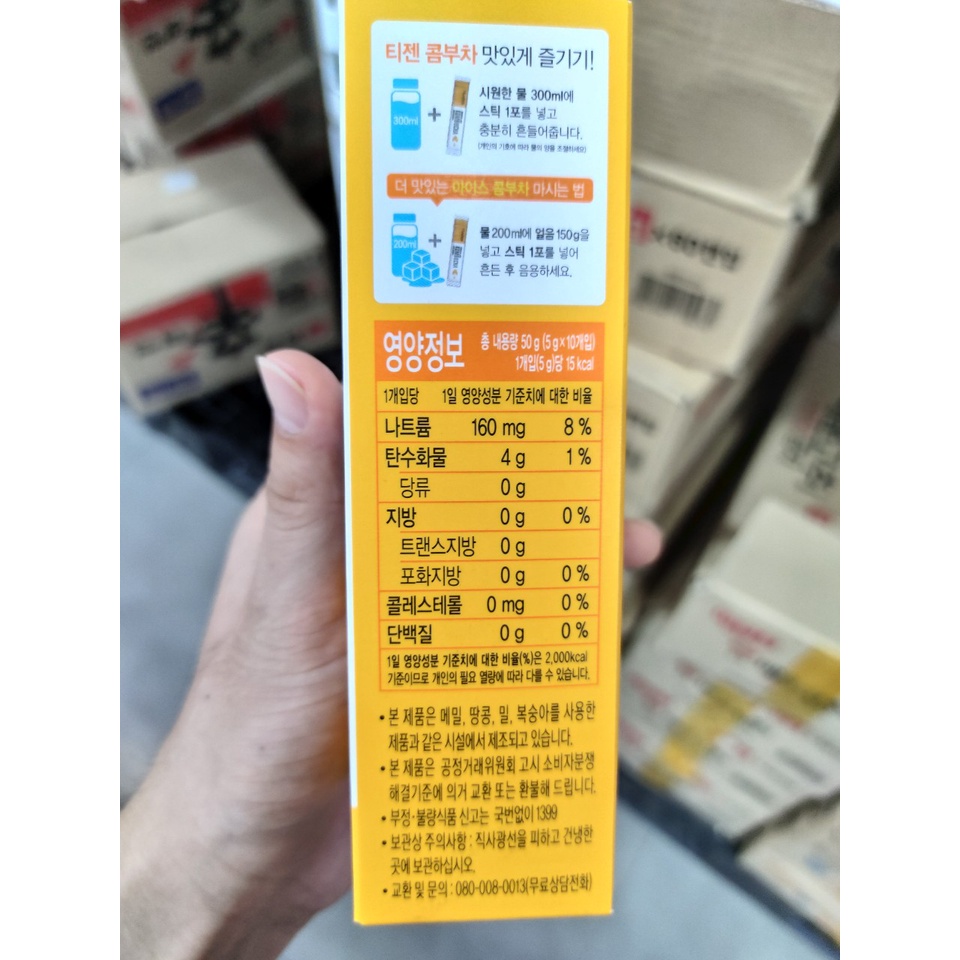 티젠 콤부차 맛있게 즐기기!
300ml
시원한 물 300ml에
스틱 1포를 넣고
충분히 흔들어줍니다.
(개인의 기호에 따라 물의 양을 조절하세요)
더 맛있는 아이스 콤부차 마시는 법
200ml
물 200ml에 얼음 150g을
넣고 스틱 1포를 넣어
흔든 후 음용하세요.
영양정보
총 내용량 50 g (5 g×10개입)
1개입(5 g)당 15 kcal
1개입당 1일 영양성분 기준치에 대한 비율
나트륨 160 mg 8 %
탄수화물 4 g 1 %
당류 0 g
지방 0 g 0 %
트랜스지방 0 g
포화지방 0 g 0 %
콜레스테롤 0 mg 0 %
단백질 0 g 0 %
1일 영양성분 기준치에 대한 비율(%)은 2,000kcal
기준이므로 개인의 필요 열량에 따라 다를 수 있습니다.
• 본 제품은 메밀, 땅콩, 밀, 복숭아를 사용한
제품과 같은 시설에서 제조되고 있습니다.
• 본 제품은 공정거래위원회 고시 소비자분쟁
해결기준에 의거 교환 또는 환불해 드립니다.
• 부정·불량식품 신고는 국번없이 1399
• 보관상 주의사항 : 직사광선을 피하고 건냉한
곳에 보관하십시오.
• 교환 및 문의 : 080-008-0013(무료상담전화)